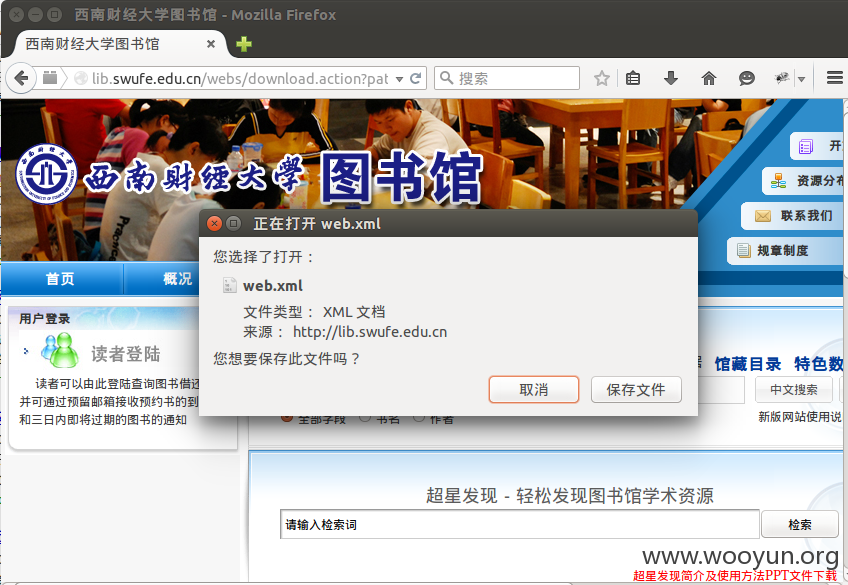 西南财经大学图书馆 - Mozilla Firefox
西南财经大学图书馆
lib.swufe.edu.cn/webs/download.action?pat
搜索
西南财经大学 图书馆
开
资源分布
联系我们
规章制度
首页
概况
正在打开 web.xml
您选择了打开：
web.xml
文件类型： XML 文档
来源： http://lib.swufe.edu.cn
您想要保存此文件吗？
取消
保存文件
用户登录
读者登陆
读者可以由此登陆查询图书借还
并可通过预留邮箱接收预约书的到
和三日内即将过期的图书的通知
馆藏目录 特色数
中文搜索
全部字段 书名 作者
新版网站使用说
超星发现 - 轻松发现图书馆学术资源
请输入检索词
检索
www.wooyun.org
超星发现简介及使用方法PPT文件下载